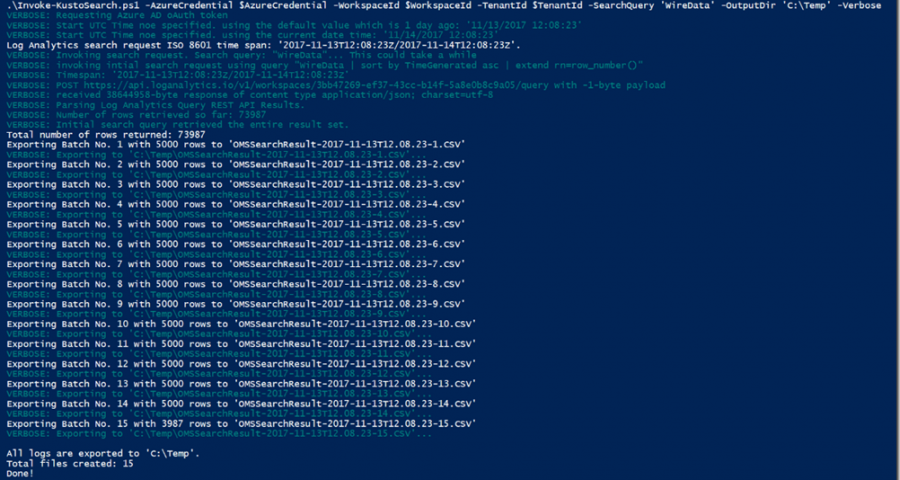 .\Invoke-KustoSearch.ps1 -AzureCredential $AzureCredential -WorkspaceId $WorkspaceId -TenantId $TenantId -SearchQuery 'WireData' -OutputDir 'C:\Temp' -Verbose
VERBOSE: Requesting Azure AD oAuth token
VERBOSE: Start UTC Time noe specified. using the default value which is 1 day ago: '11/13/2017 12:08:23'
VERBOSE: Start UTC Time noe specified. using the current date time: '11/14/2017 12:08:23'
Log Analytics search request ISO 8601 time span: '2017-11-13T12:08:23Z/2017-11-14T12:08:23Z'.
VERBOSE: Invoking search request. Search query: "wireData"... This could take a while
VERBOSE: invoking intial search request using query "WireData | sort by TimeGenerated asc | extend rn=row_number()"
VERBOSE: Timespan: '2017-11-13T12:08:23Z/2017-11-14T12:08:23Z'
VERBOSE: POST https://api.loganalytics.io/v1/workspaces/3bb47269-ef37-43cc-b14f-5a8e0b8c9a05/query with -1-byte payload
VERBOSE: received 38644958-byte response of content type application/json; charset=utf-8
VERBOSE: Parsing Log Analytics Query REST API Results.
VERBOSE: Number of rows retrieved so far: 73987
VERBOSE: Initial search query retrieved the entire result set.
Total number of rows returned: 73987
Exporting Batch No. 1 with 5000 rows to 'OMSSearchResult-2017-11-13T12.08.23-1.CSV'
VERBOSE: Exporting to 'C:\Temp\OMSSearchResult-2017-11-13T12.08.23-1.CSV'...
Exporting Batch No. 2 with 5000 rows to 'OMSSearchResult-2017-11-13T12.08.23-2.CSV'
VERBOSE: Exporting to 'C:\Temp\OMSSearchResult-2017-11-13T12.08.23-2.CSV'...
Exporting Batch No. 3 with 5000 rows to 'OMSSearchResult-2017-11-13T12.08.23-3.CSV'
VERBOSE: Exporting to 'C:\Temp\OMSSearchResult-2017-11-13T12.08.23-3.CSV'...
Exporting Batch No. 4 with 5000 rows to 'OMSSearchResult-2017-11-13T12.08.23-4.CSV'
VERBOSE: Exporting to 'C:\Temp\OMSSearchResult-2017-11-13T12.08.23-4.CSV'...
Exporting Batch No. 5 with 5000 rows to 'OMSSearchResult-2017-11-13T12.08.23-5.CSV'
VERBOSE: Exporting to 'C:\Temp\OMSSearchResult-2017-11-13T12.08.23-5.CSV'...
Exporting Batch No. 6 with 5000 rows to 'OMSSearchResult-2017-11-13T12.08.23-6.CSV'
VERBOSE: Exporting to 'C:\Temp\OMSSearchResult-2017-11-13T12.08.23-6.CSV'...
Exporting Batch No. 7 with 5000 rows to 'OMSSearchResult-2017-11-13T12.08.23-7.CSV'
VERBOSE: Exporting to 'C:\Temp\OMSSearchResult-2017-11-13T12.08.23-7.CSV'...
Exporting Batch No. 8 with 5000 rows to 'OMSSearchResult-2017-11-13T12.08.23-8.CSV'
VERBOSE: Exporting to 'C:\Temp\OMSSearchResult-2017-11-13T12.08.23-8.CSV'...
Exporting Batch No. 9 with 5000 rows to 'OMSSearchResult-2017-11-13T12.08.23-9.CSV'
VERBOSE: Exporting to 'C:\Temp\OMSSearchResult-2017-11-13T12.08.23-9.CSV'...
Exporting Batch No. 10 with 5000 rows to 'OMSSearchResult-2017-11-13T12.08.23-10.CSV'
VERBOSE: Exporting to 'C:\Temp\OMSSearchResult-2017-11-13T12.08.23-10.CSV'...
Exporting Batch No. 11 with 5000 rows to 'OMSSearchResult-2017-11-13T12.08.23-11.CSV'
VERBOSE: Exporting to 'C:\Temp\OMSSearchResult-2017-11-13T12.08.23-11.CSV'...
Exporting Batch No. 12 with 5000 rows to 'OMSSearchResult-2017-11-13T12.08.23-12.CSV'
VERBOSE: Exporting to 'C:\Temp\OMSSearchResult-2017-11-13T12.08.23-12.CSV'...
Exporting Batch No. 13 with 5000 rows to 'OMSSearchResult-2017-11-13T12.08.23-13.CSV'
VERBOSE: Exporting to 'C:\Temp\OMSSearchResult-2017-11-13T12.08.23-13.CSV'...
Exporting Batch No. 14 with 5000 rows to 'OMSSearchResult-2017-11-13T12.08.23-14.CSV'
VERBOSE: Exporting to 'C:\Temp\OMSSearchResult-2017-11-13T12.08.23-14.CSV'...
Exporting Batch No. 15 with 3987 rows to 'OMSSearchResult-2017-11-13T12.08.23-15.CSV'
VERBOSE: Exporting to 'C:\Temp\OMSSearchResult-2017-11-13T12.08.23-15.CSV'...
All logs are exported to 'C:\Temp'.
Total files created: 15
Done!